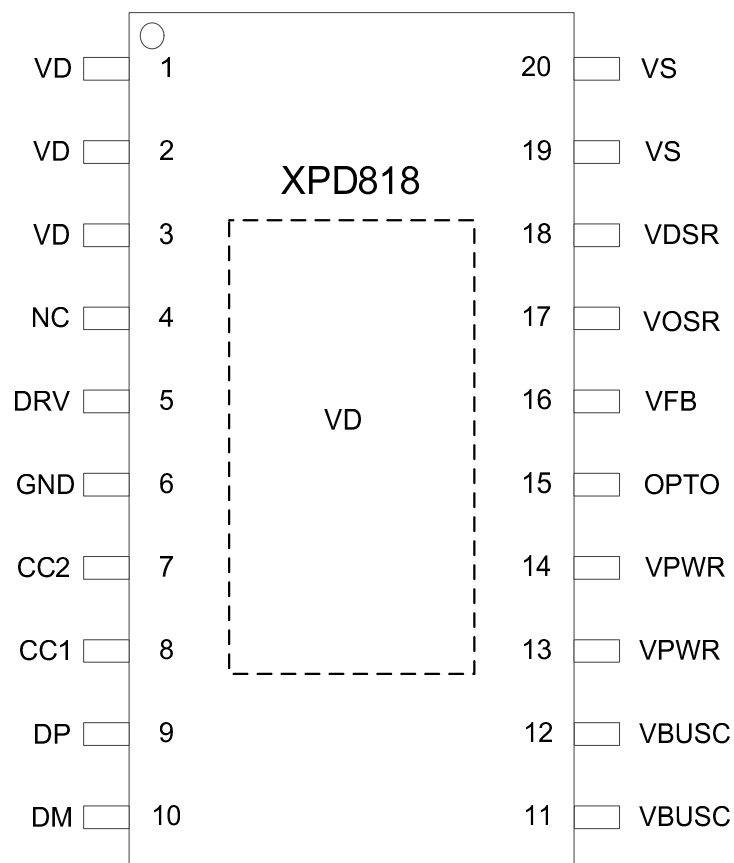 VD 1 20 VS
VD 2 19 VS
XPD818
VD 3 18 VDSR
NC 4 17 VOSR
DRV 5 16 VFB
VD
GND 6 15 OPTO
CC2 7 14 VPWR
CC1 8 13 VPWR
DP 9 12 VBUSC
DM 10 11 VBUSC